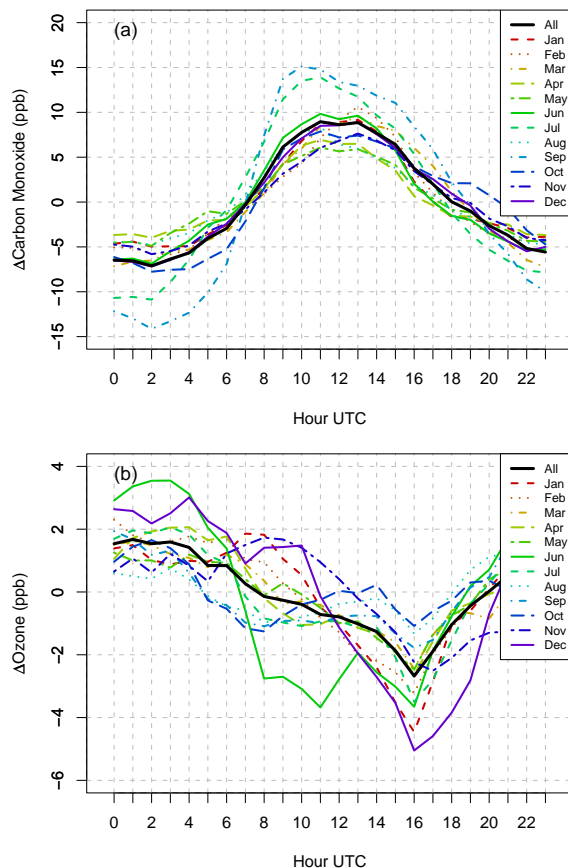 (a)
ΔCarbon Monoxide (ppb)
20
15
10
5
0
−5
−10
−15
0 2 4 6 8 10 12 14 16 18 20 22
Hour UTC
All
Jan
Feb
Mar
Apr
May
Jun
Jul
Aug
Sep
Oct
Nov
Dec
(b)
ΔOzone (ppb)
4
2
0
−2
−4
−6
0 2 4 6 8 10 12 14 16 18 20 22
Hour UTC
All
Jan
Feb
Mar
Apr
May
Jun
Jul
Aug
Sep
Oct
Nov
Dec